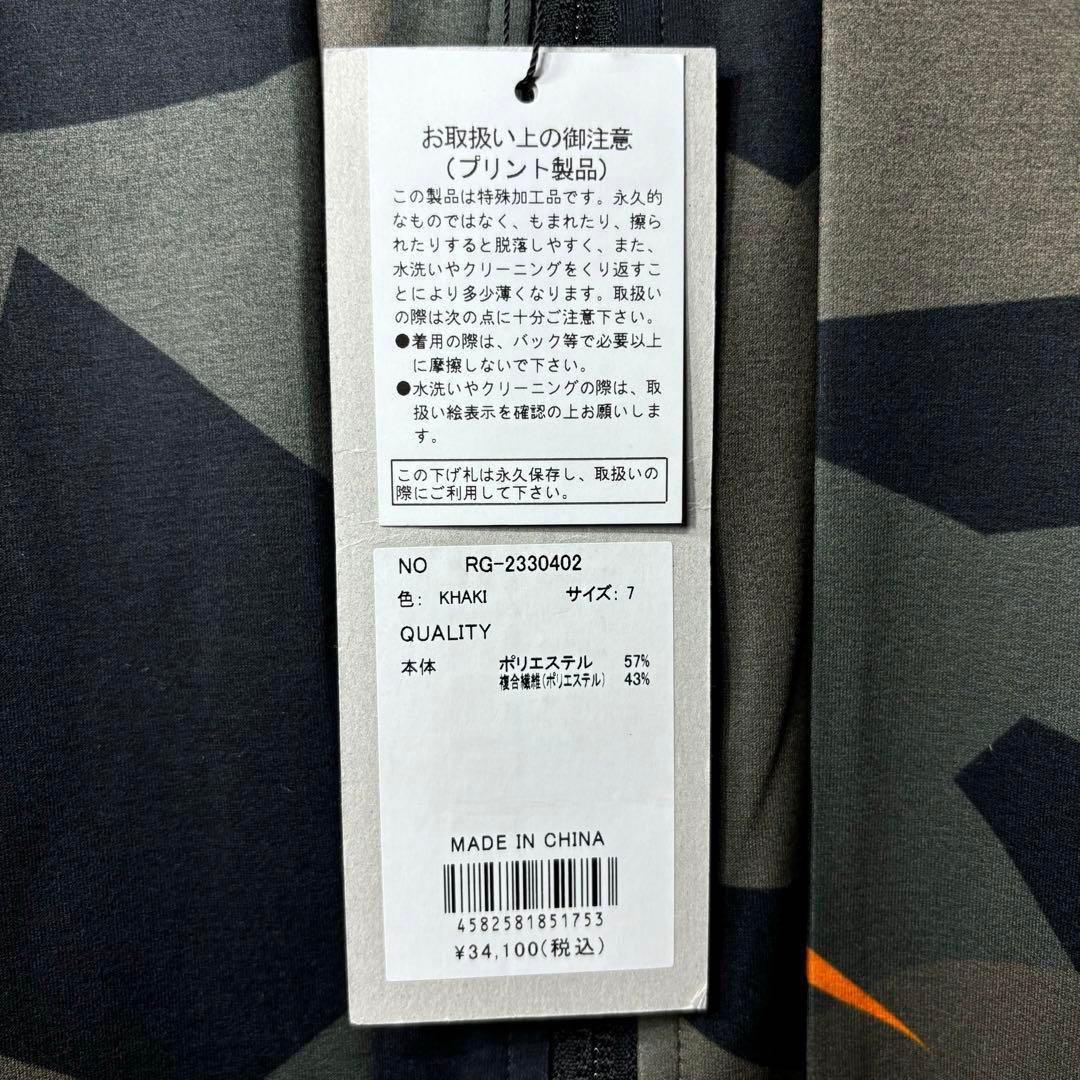 お取扱い上の御注意
（プリント製品）
この製品は特殊加工品です。永久的
なものではなく、もまれたり、擦ら
れたりすると脱落しやすく、また、
水洗いやクリーニングをくり返すこ
とにより多少薄くなります。取扱い
の際は次の点に十分ご注意下さい。
●着用の際は、バック等で必要以上
に摩擦しないで下さい。
●水洗いやクリーニングの際は、取
扱い絵表示を確認の上お願いしま
す。
この下げ札は永久保存し、取扱いの
際にご利用して下さい。
NO RG-2330402
色: KHAKI サイズ: 7
QUALITY
本体 ポリエステル 57%
複合繊維(ポリエステル) 43%
MADE IN CHINA
4582581851753
¥34,100(税込)